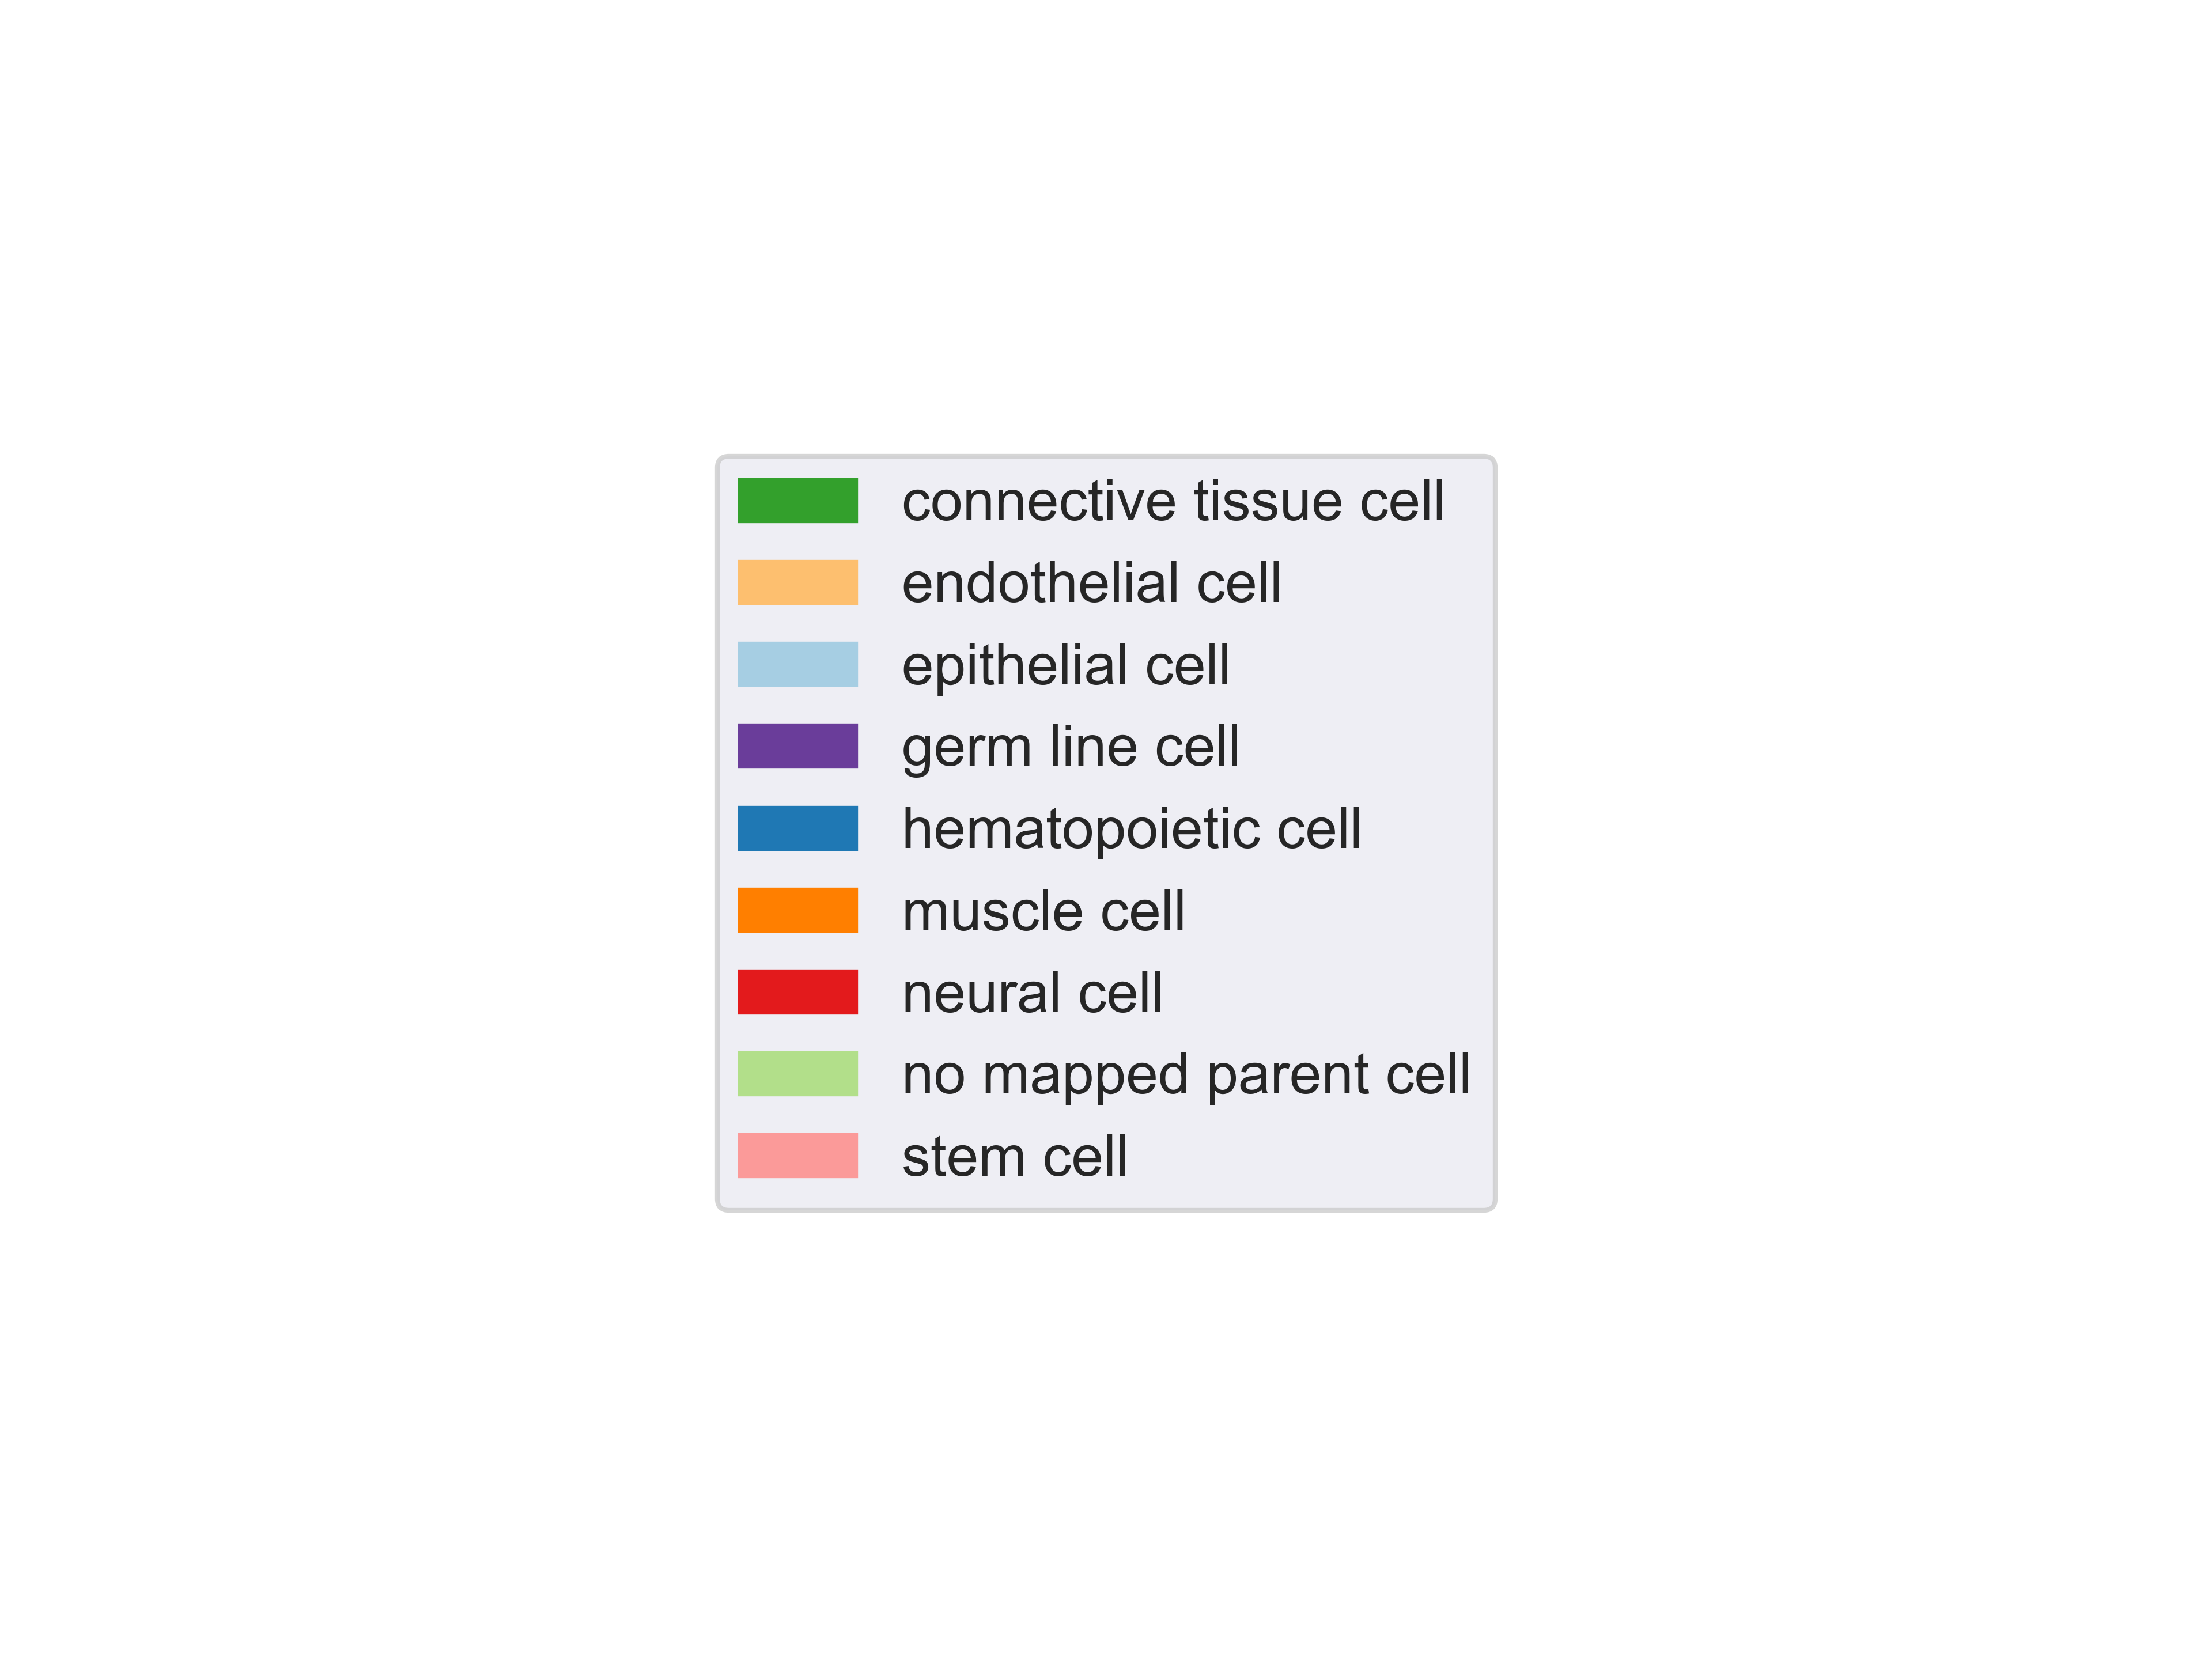 connective tissue cell
endothelial cell
epithelial cell
germ line cell
hematopoietic cell
muscle cell
neural cell
no mapped parent cell
stem cell